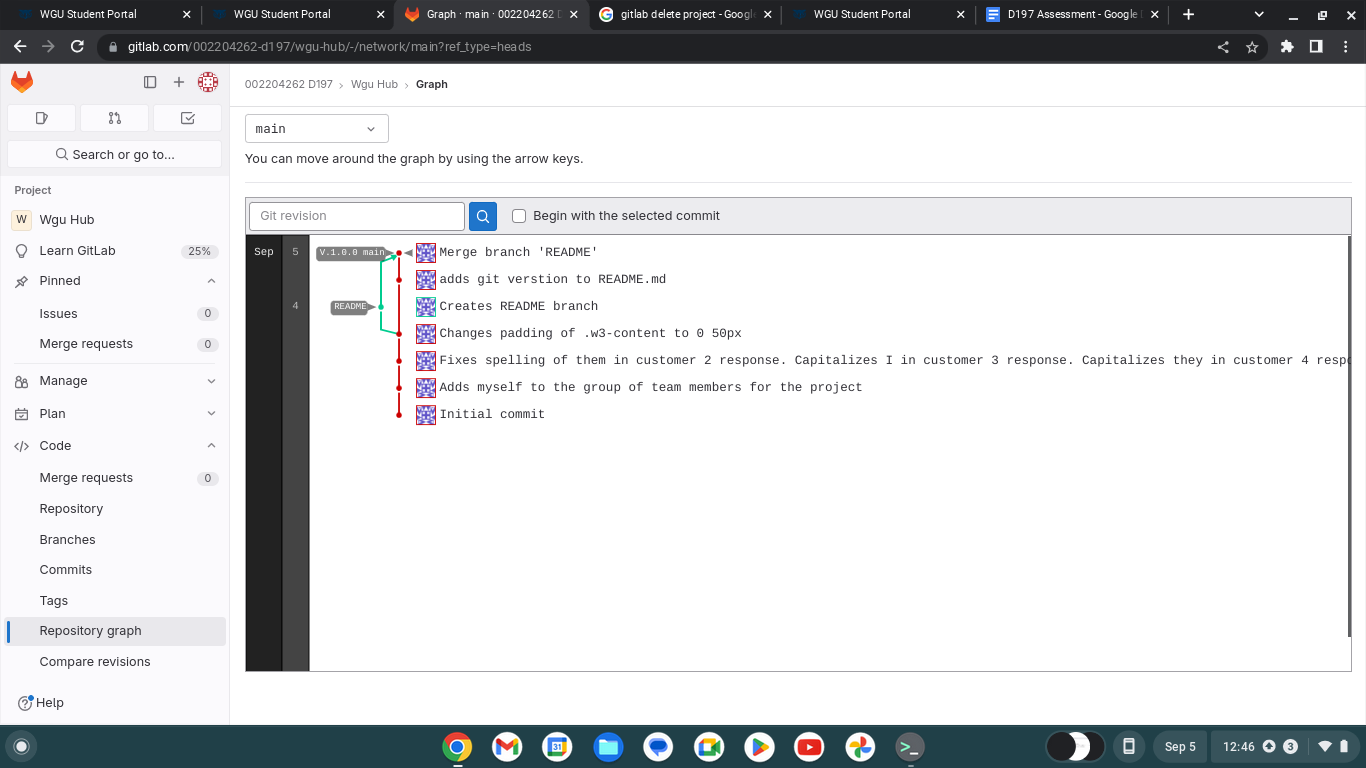 WGU Student Portal
WGU Student Portal
Graph · main · 002204262 D
gitlab delete project - Google
WGU Student Portal
D197 Assessment - Google D
gitlab.com/002204262-d197/wgu-hub/-/network/main?ref_type=heads
Search or go to...
Project
W Wgu Hub
Learn GitLab 25%
Pinned
Issues 0
Merge requests 0
Manage
Plan
Code
Merge requests 0
Repository
Branches
Commits
Tags
Repository graph
Compare revisions
Help
002204262 D197 › Wgu Hub › Graph
main
You can move around the graph by using the arrow keys.
Git revision
Begin with the selected commit
Sep 5 V.1.0.0 main Merge branch 'README'
adds git verstion to README.md
4 README Creates README branch
Changes padding of .w3-content to 0 50px
Fixes spelling of them in customer 2 response. Capitalizes I in customer 3 response. Capitalizes they in customer 4 respo
Adds myself to the group of team members for the project
Initial commit
31
>_
Sep 5
12:46
3